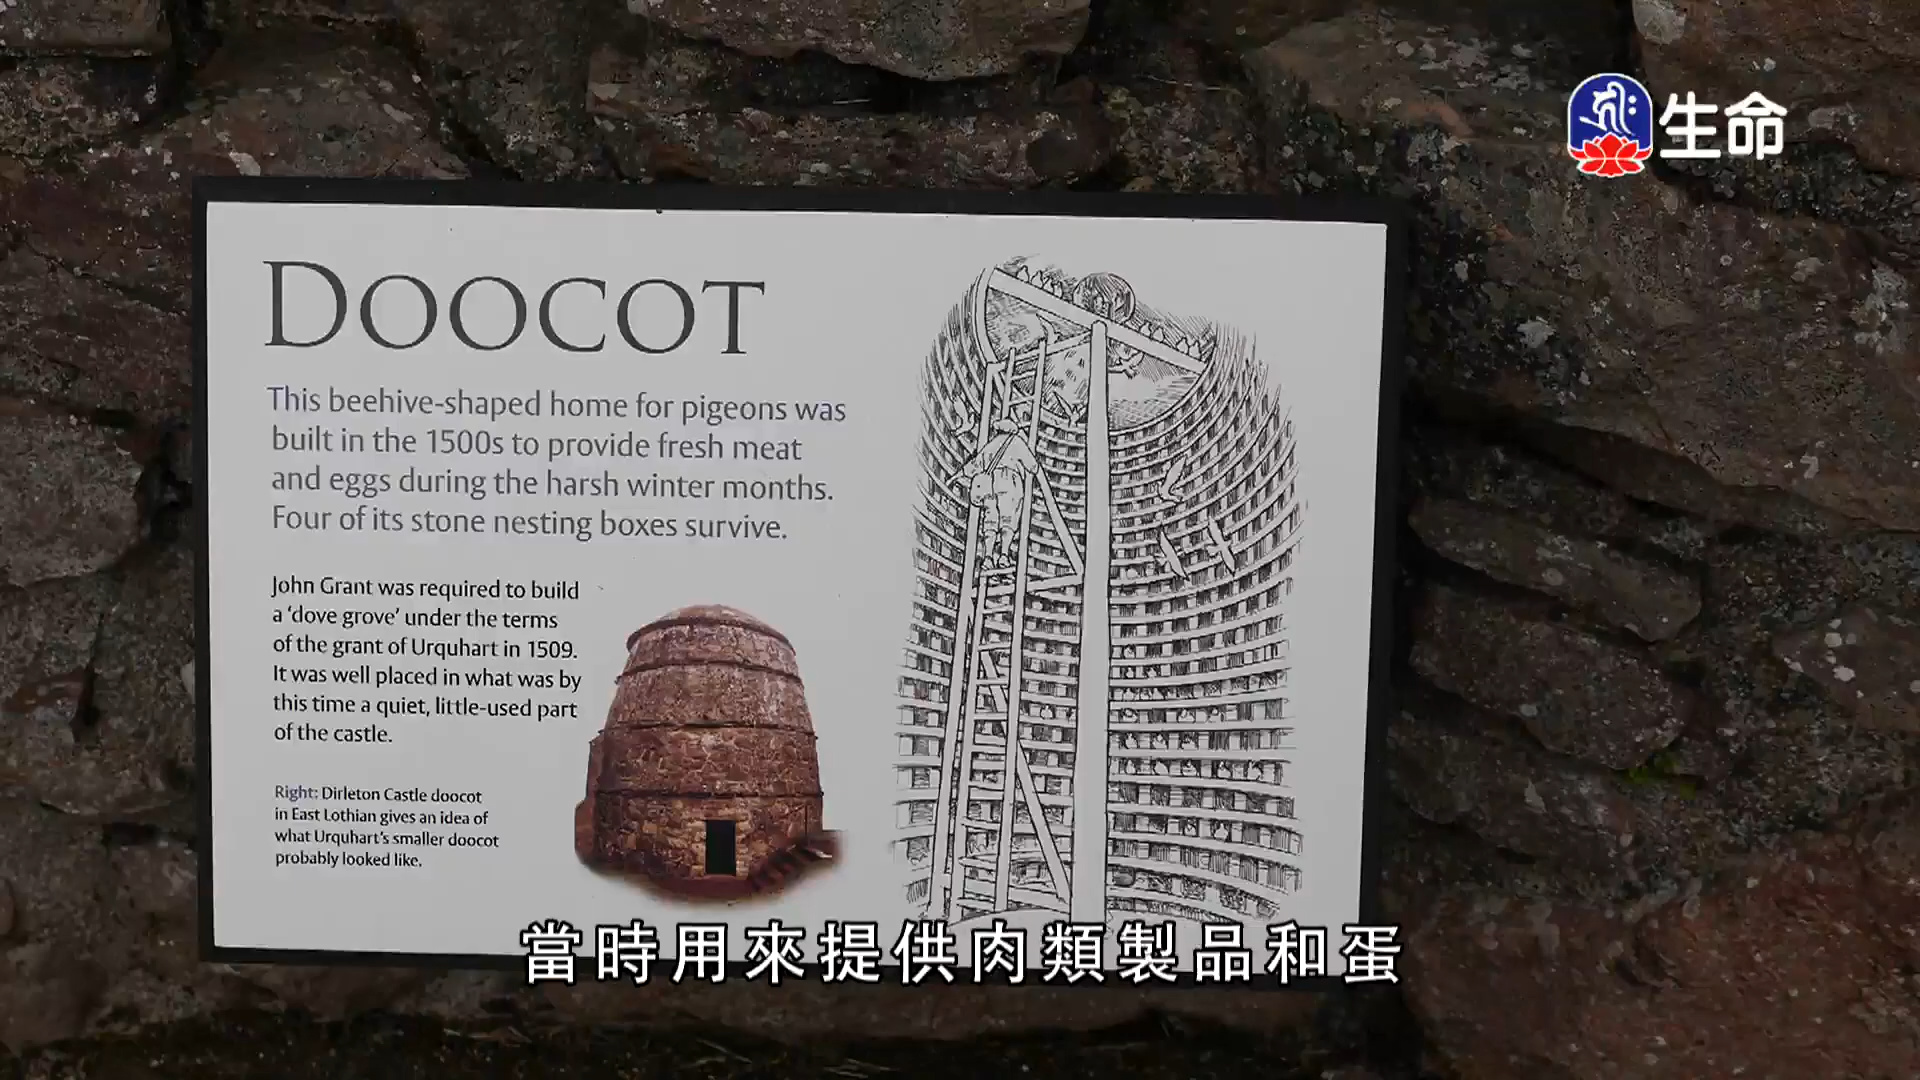 生命
DOOCOT
This beehive-shaped home for pigeons was
built in the 1500s to provide fresh meat
and eggs during the harsh winter months.
Four of its stone nesting boxes survive.
John Grant was required to build
a ‘dove grove’ under the terms
of the grant of Urquhart in 1509.
It was well placed in what was by
this time a quiet, little-used part
of the castle.
Right: Dirleton Castle doocot
in East Lothian gives an idea of
what Urquhart's smaller doocot
probably looked like.
當時用來提供肉類製品和蛋